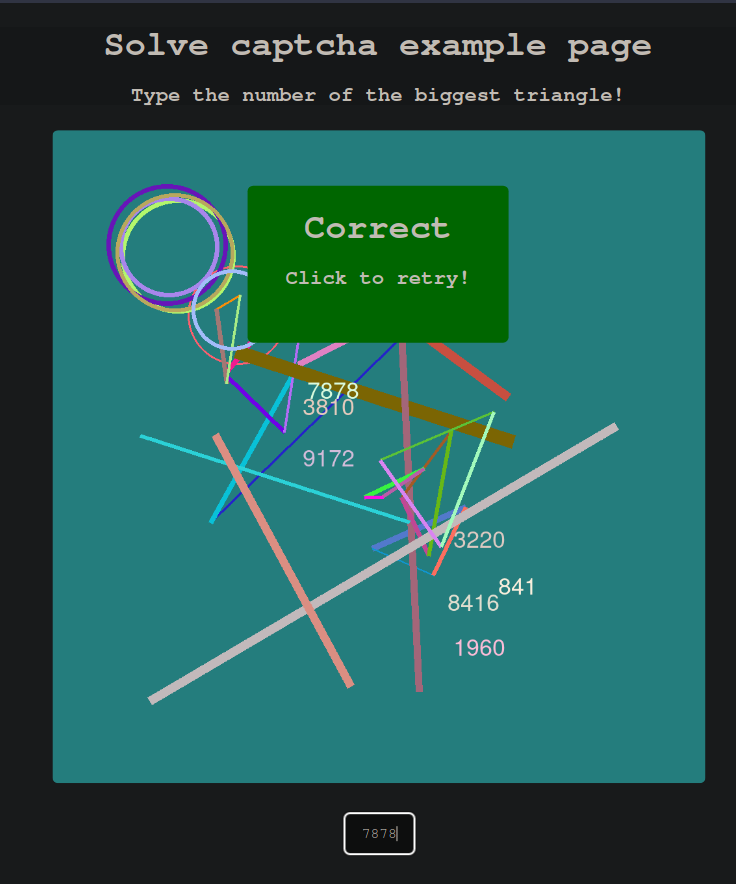 Solve captcha example page
Type the number of the biggest triangle!
Correct
Click to retry!
7878
3810
9172
3220
841
8416
1960
7878